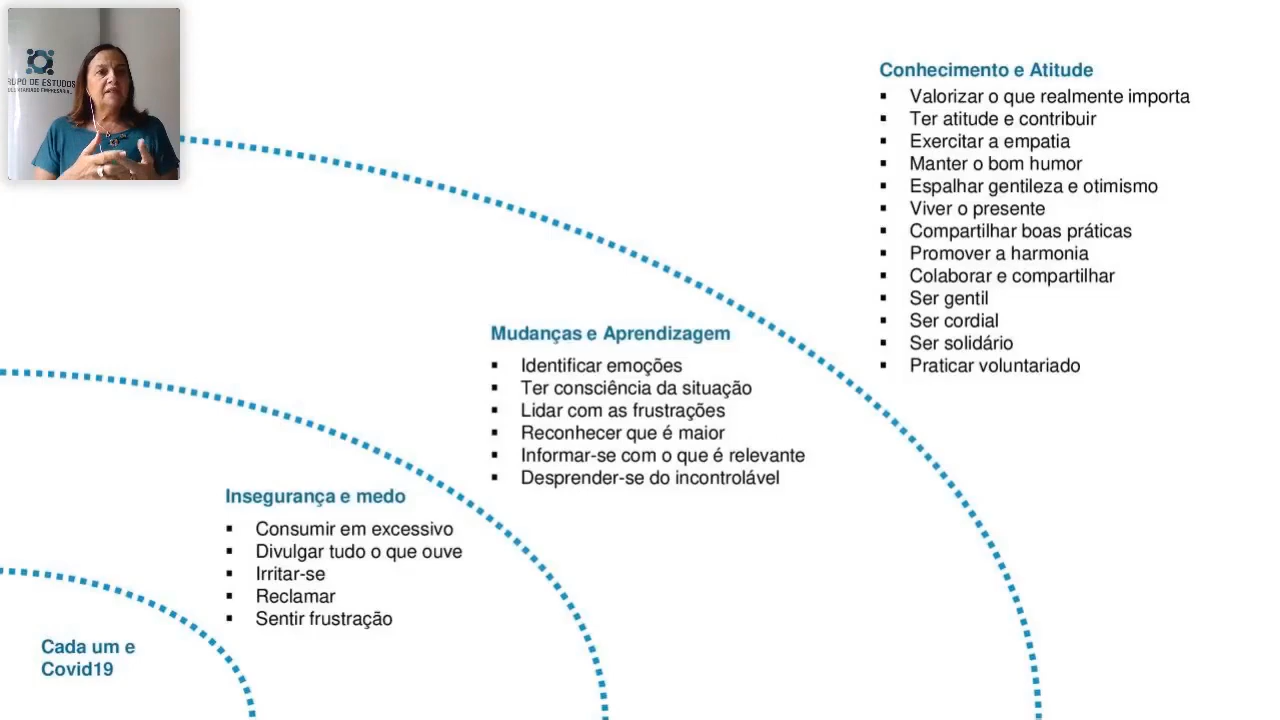 GRUPO DE ESTUDOS
VOLUNTARIADO EMPRESARIAL
Conhecimento e Atitude
Valorizar o que realmente importa
Ter atitude e contribuir
Exercitar a empatia
Manter o bom humor
Espalhar gentileza e otimismo
Viver o presente
Compartilhar boas práticas
Promover a harmonia
Colaborar e compartilhar
Ser gentil
Ser cordial
Ser solidário
Praticar voluntariado
Mudanças e Aprendizagem
Identificar emoções
Ter consciência da situação
Lidar com as frustrações
Reconhecer que é maior
Informar-se com o que é relevante
Desprender-se do incontrolável
Insegurança e medo
Consumir em excessivo
Divulgar tudo o que ouve
Irritar-se
Reclamar
Sentir frustração
Cada um e
Covid19